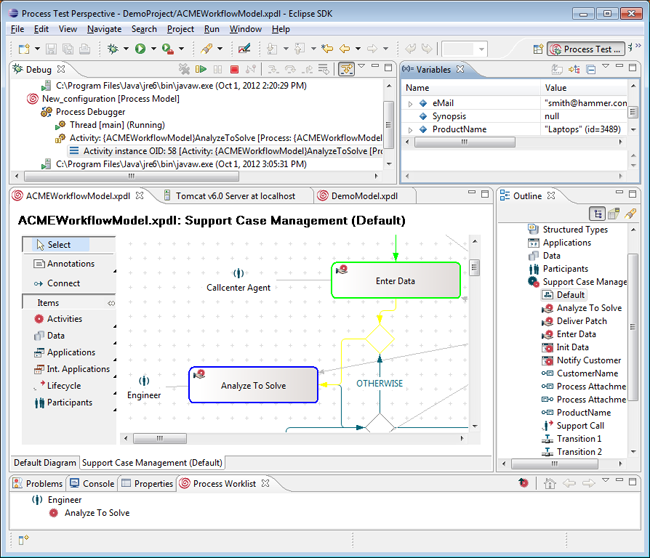 Process Test Perspective - DemoProject/ACMEWorkflowModel.xpdl - Eclipse SDK
File Edit View Navigate Search Project Run Window Help
Process Test ...
Debug
C:\Program Files\Java\jre6\bin\javaw.exe (Oct 1, 2012 2:20:29 PM)
New_configuration [Process Model]
Process Debugger
Thread [main] (Running)
Activity: {ACMEWorkflowModel}AnalyzeToSolve [Process: {ACMEWorkflowM
Activity instance OID: 58 [ACMEWorkflowModel}AnalyzeToSolve [Pro
C:\Program Files\Java\jre6\bin\javaw.exe (Oct 1, 2012 3:05:31 PM)
Variables
Name Value
eMail "smith@hammer.con
Synopsis null
ProductName "Laptops" (id=3489)
ACMEWorkflowModel.xpdl Tomcat v6.0 Server at localhost DemoModel.xpdl
ACMEWorkflowModel.xpdl: Support Case Management (Default)
Select
Annotations
Connect
Items
Activities
Data
Applications
Int. Applications
Lifecycle
Participants
Callcenter Agent
Enter Data
Engineer
Analyze To Solve
OTHERWISE
Default Diagram Support Case Management (Default)
Outline
Structured Types
Applications
Data
Participants
Support Case Manage
Default
Analyze To Solve
Deliver Patch
Enter Data
Init Data
Notify Customer
CustomerName
Process Attachme
Process Attachme
ProductName
Support Call
Transition 1
Transition 2
Problems Console Properties Process Worklist
Engineer
Analyze To Solve